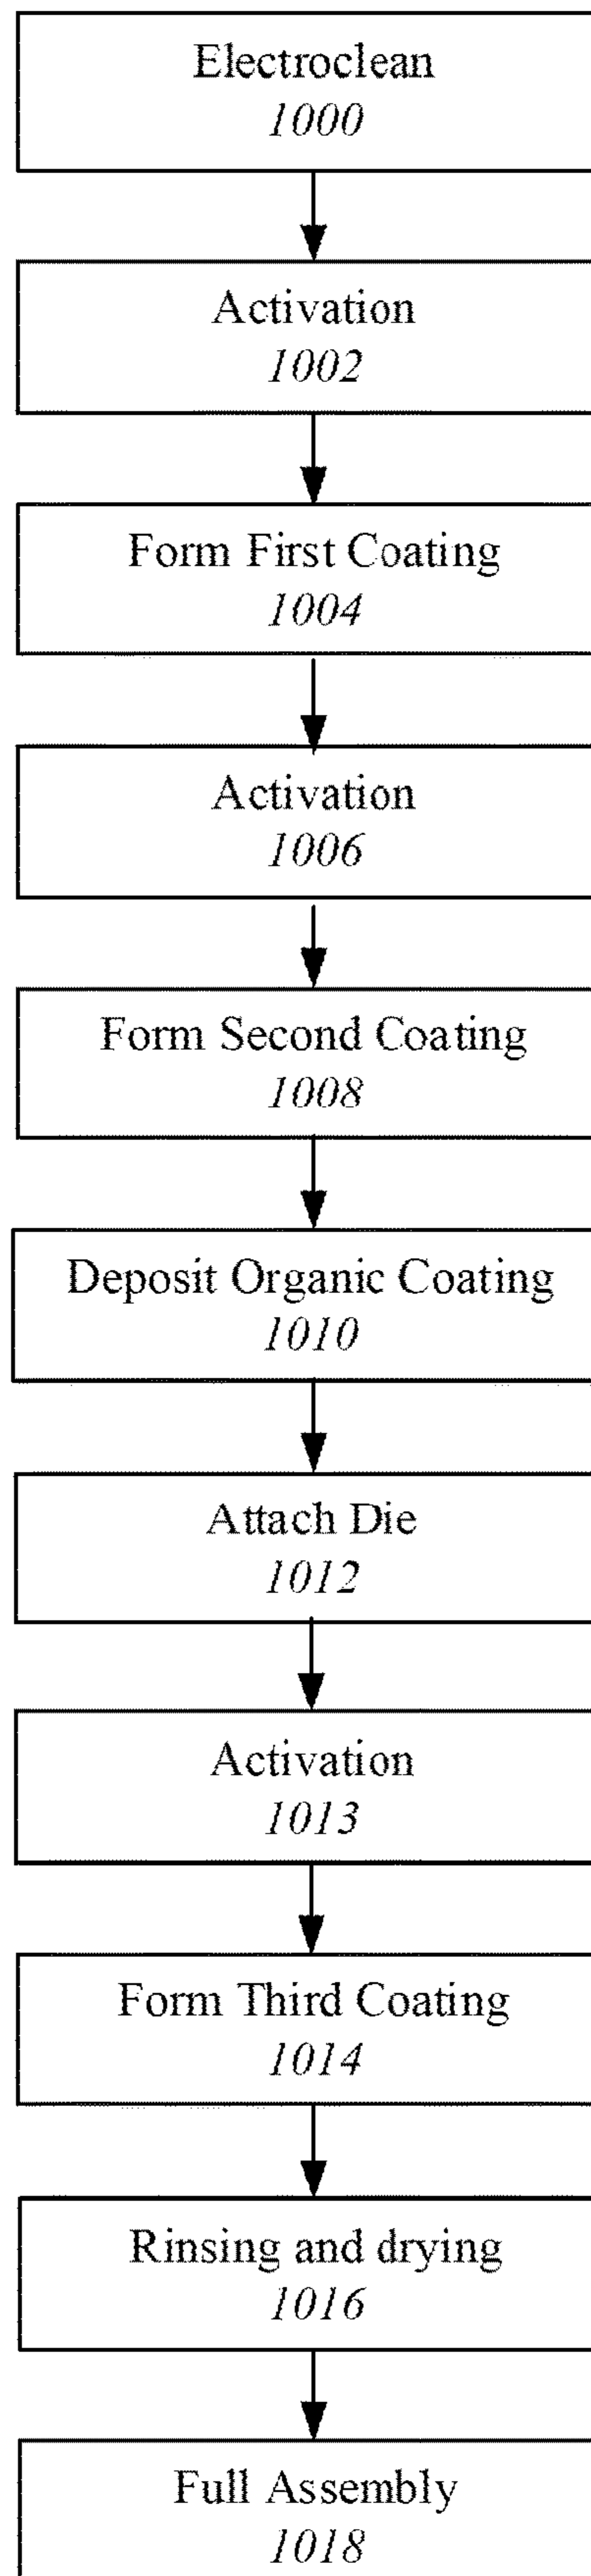 Electroclean
1000
Activation
1002
Form First Coating
1004
Activation
1006
Form Second Coating
1008
Deposit Organic Coating
1010
Attach Die
1012
Activation
1013
Form Third Coating
1014
Rinsing and drying
1016
Full Assembly
1018